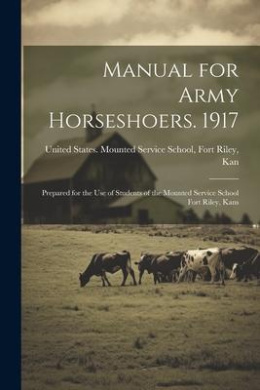 MANUAL FOR
ARMY
HORSESHOERS. 1917
United States. Mounted Service School, Fort Riley,
Kan
Prepared for the Use of Students of the Mounted Service School
Fort Riley, Kans